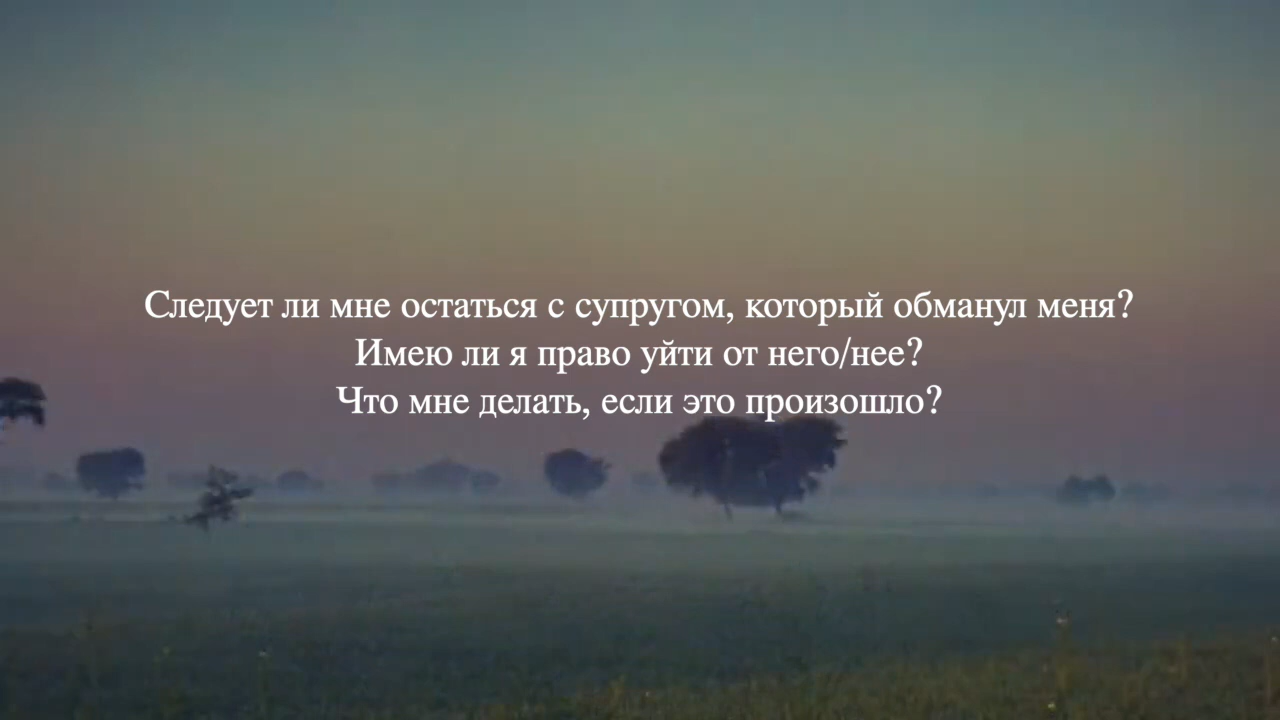 Следует ли мне остаться с супругом, который обманул меня?
Имею ли я право уйти от него/нее?
Что мне делать, если это произошло?